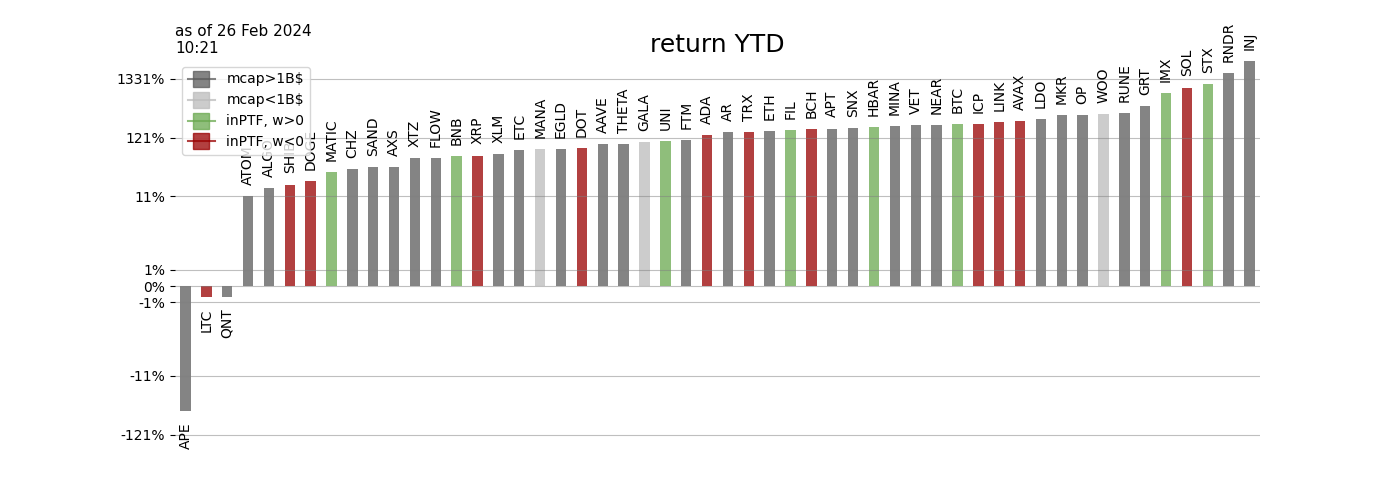 as of 26 Feb 2024
10:21
return YTD
mcap>1B$
mcap<1B$
inPTF, w>0
inPTF, w<0
1331%
121%
11%
1%
0%
-1%
-11%
-121%
APE
LTC
QNT
ATOM
ALGO
SHIB
DOGE
MATIC
CHZ
SAND
AXS
XTZ
FLOW
BNB
XRP
XLM
ETC
MANA
EGLD
DOT
AAVE
THETA
GALA
UNI
FTM
ADA
AR
TRX
ETH
FIL
BCH
APT
SNX
HBAR
MINA
VET
NEAR
BTC
ICP
LINK
AVAX
LDO
MKR
OP
WOO
RUNE
GRT
IMX
SOL
STX
RNDR
INJ